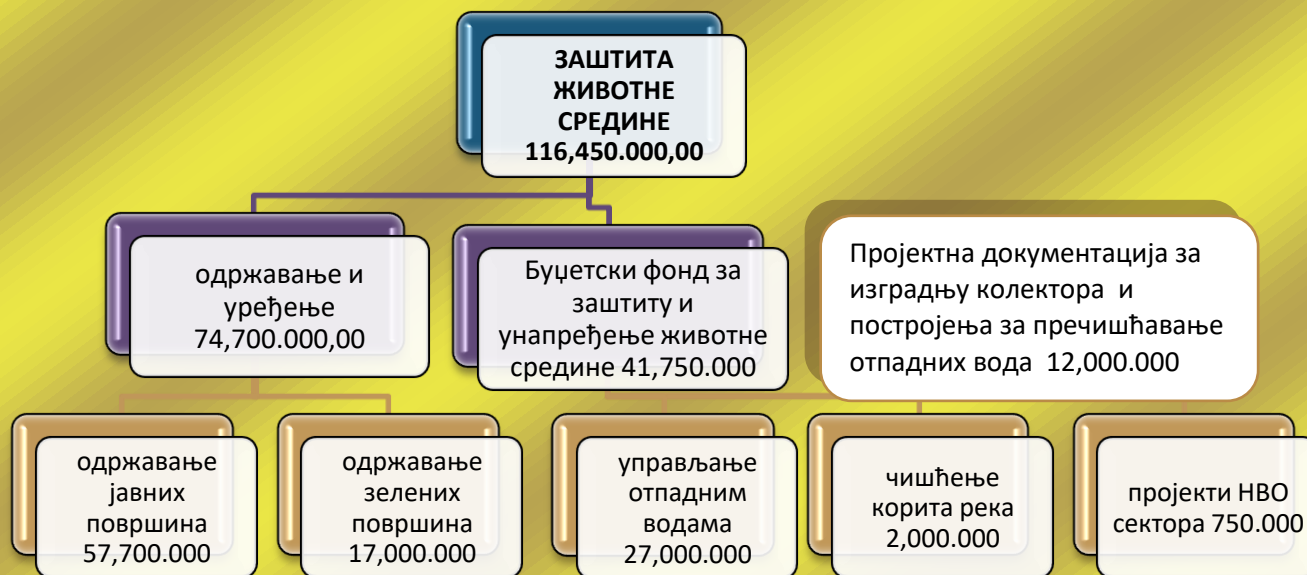 ЗАШТИТА
ЖИВОТНЕ
СРЕДИНЕ
116,450.000,00
одржавање и
уређење
74,700.000,00
Буџетски фонд за
заштиту и
унапређење животне
средине 41,750.000
Пројектна документација за
изградњу колектора и
постројења за пречишћавање
отпадних вода 12,000.000
одржавање
јавних
површина
57,700.000
одржавање
зелених
површина
17,000.000
управљање
отпадним
водама
27,000.000
чишћење
корита река
2,000.000
пројекти НВО
сектора 750.000